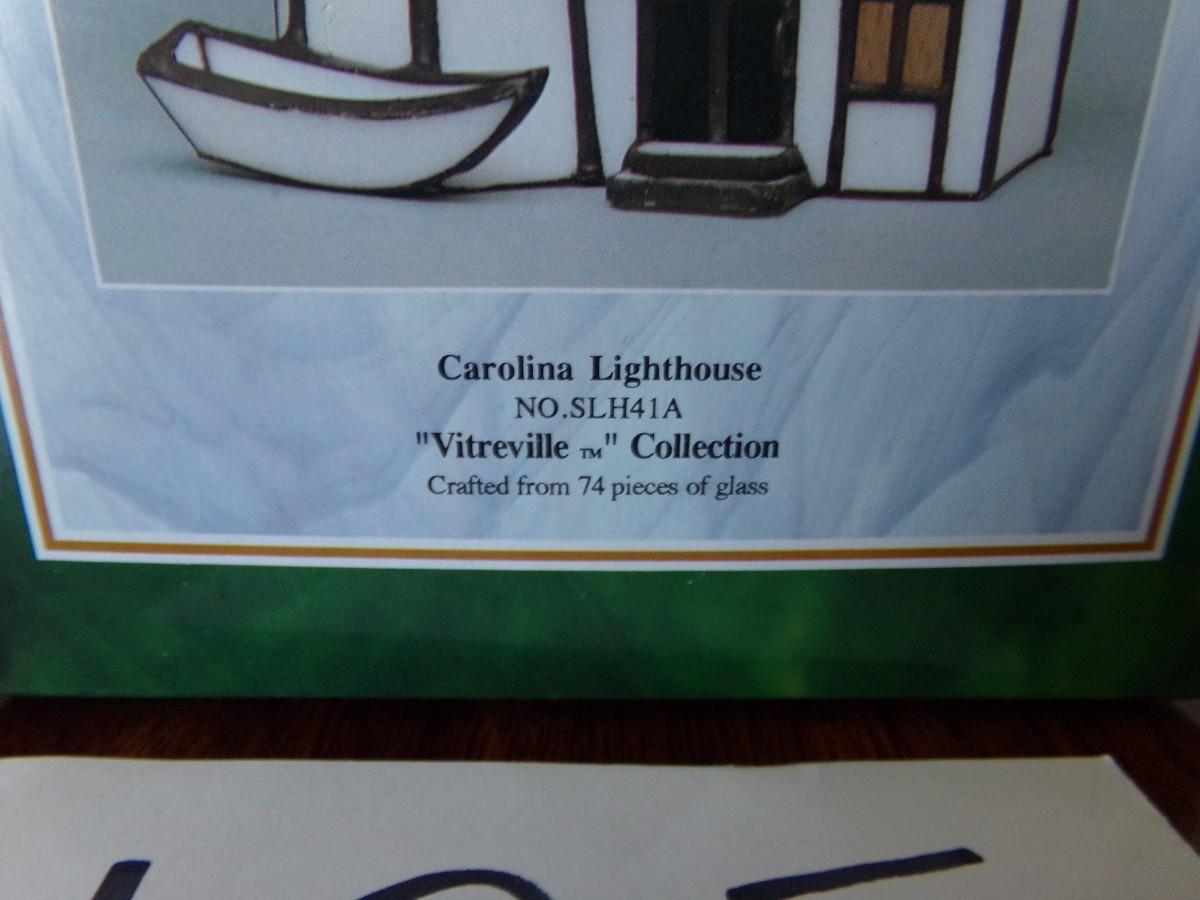 Carolina Lighthouse
NO.SLH41A
"Vitreville ™" Collection
Crafted from 74 pieces of glass